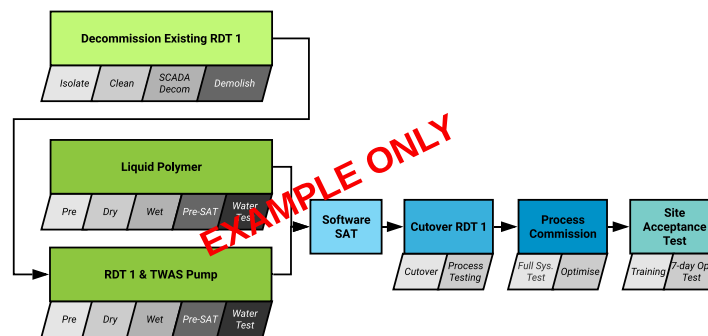 Decommission Existing RDT 1
Isolate
Clean
SCADA
Decom
Demolish
Liquid Polymer
Pre
Dry
Wet
Pre-SAT
Water
Test
EXAMPLE ONLY
Software
SAT
Cutover RDT 1
Cutover
Process
Testing
Process
Commission
Full Sys.
Test
Optimise
Site
Acceptance
Test
Training
7-day Op
Test
RDT 1 & TWAS Pump
Pre
Dry
Wet
Pre-SAT
Water
Test